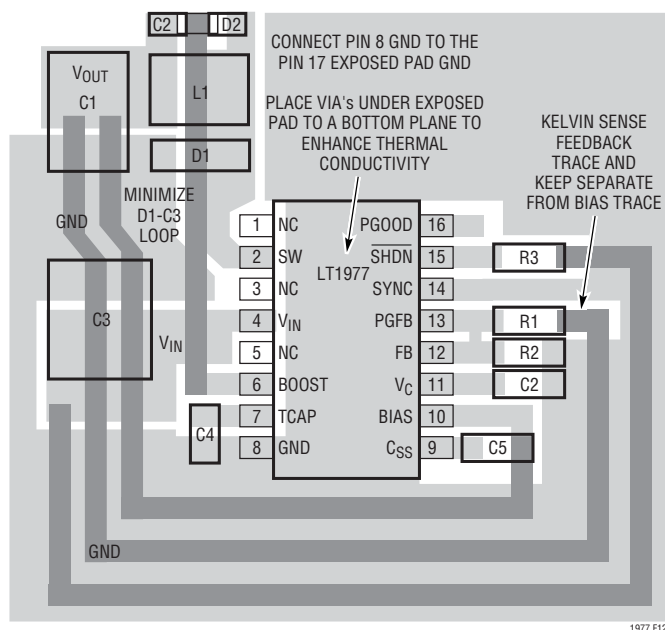 C2
D2
CONNECT PIN 8 GND TO THE
PIN 17 EXPOSED PAD GND
VOUT
C1
L1
PLACE VIA's UNDER EXPOSED
PAD TO A BOTTOM PLANE TO
ENHANCE THERMAL
CONDUCTIVITY
KELVIN SENSE
FEEDBACK
TRACE AND
KEEP SEPARATE
FROM BIAS TRACE
D1
MINIMIZE
D1-C3
LOOP
GND
C3
VIN
LT1977
1 NC
2 SW
3 NC
4 VIN
5 NC
6 BOOST
7 TCAP
8 GND
PGOOD 16
SHDN 15
SYNC 14
PGFB 13
FB 12
VC 11
BIAS 10
CSS 9
R3
R1
R2
C2
C4
C5
GND
1977 F12